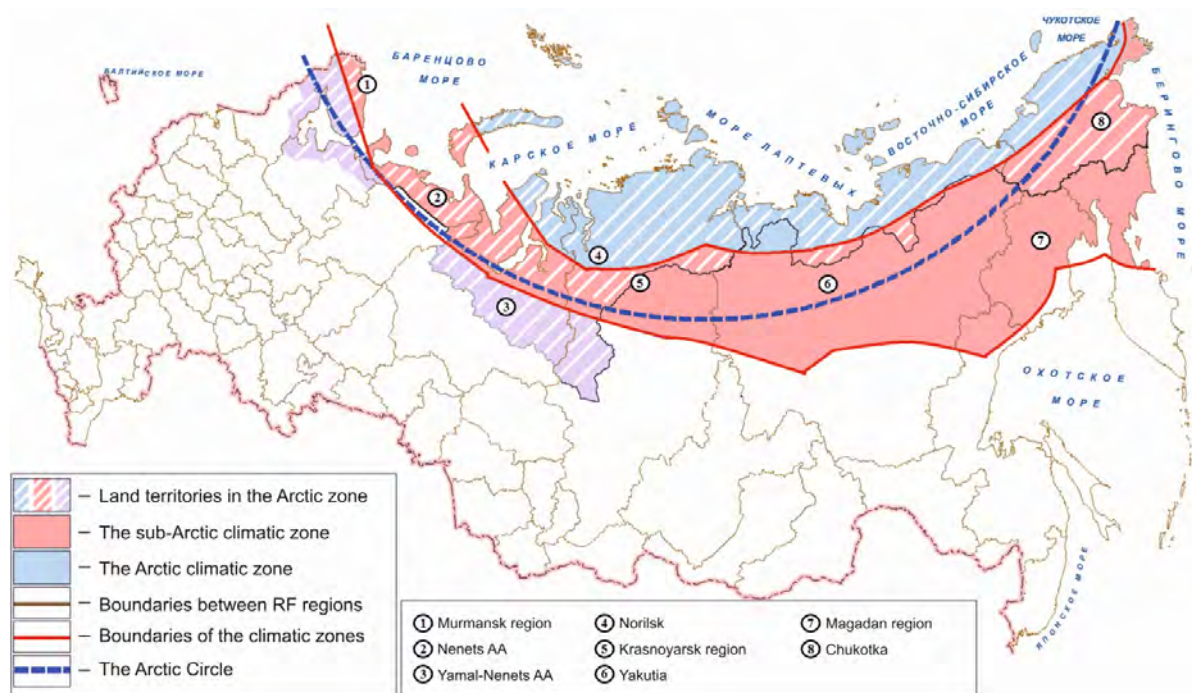 ЧУКОТСКОЕ
МОРЕ
БАРЕНЦОВО
МОРЕ
БАЛТИЙСКОЕ МОРЕ
КАРСКОЕ МОРЕ
МОРЕ ЛАПТЕВЫХ
ВОСТОЧНО-СИБИРСКОЕ
МОРЕ
БЕРИНГОВО МОРЕ
1
2
3
4
5
6
7
8
ОХОТСКОЕ
МОРЕ
ЯПОНСКОЕ МОРЕ
– Land territories in the Arctic zone
– The sub-Arctic climatic zone
– The Arctic climatic zone
– Boundaries between RF regions
– Boundaries of the climatic zones
– The Arctic Circle
1 Murmansk region
2 Nenets AA
3 Yamal-Nenets AA
4 Norilsk
5 Krasnoyarsk region
6 Yakutia
7 Magadan region
8 Chukotka